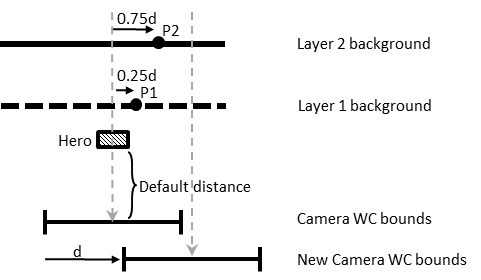 0.75d
P2
Layer 2 background
0.25d
P1
Layer 1 background
Hero
Default distance
Camera WC bounds
d
New Camera WC bounds